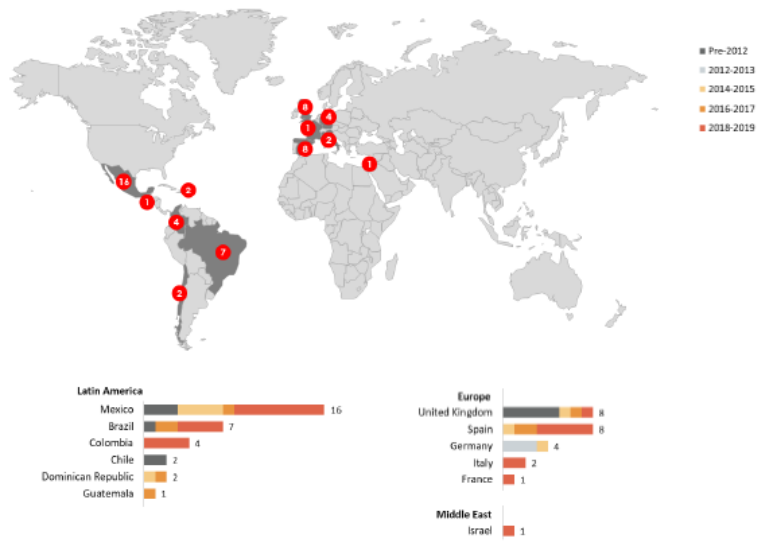 Pre-2012
2012-2013
2014-2015
2016-2017
2018-2019
8
4
1
2
8
1
16
2
1
4
7
2
Latin America
Mexico 16
Brazil 7
Colombia 4
Chile 2
Dominican Republic 2
Guatemala 1
Europe
United Kingdom 8
Spain 8
Germany 4
Italy 2
France 1
Middle East
Israel 1